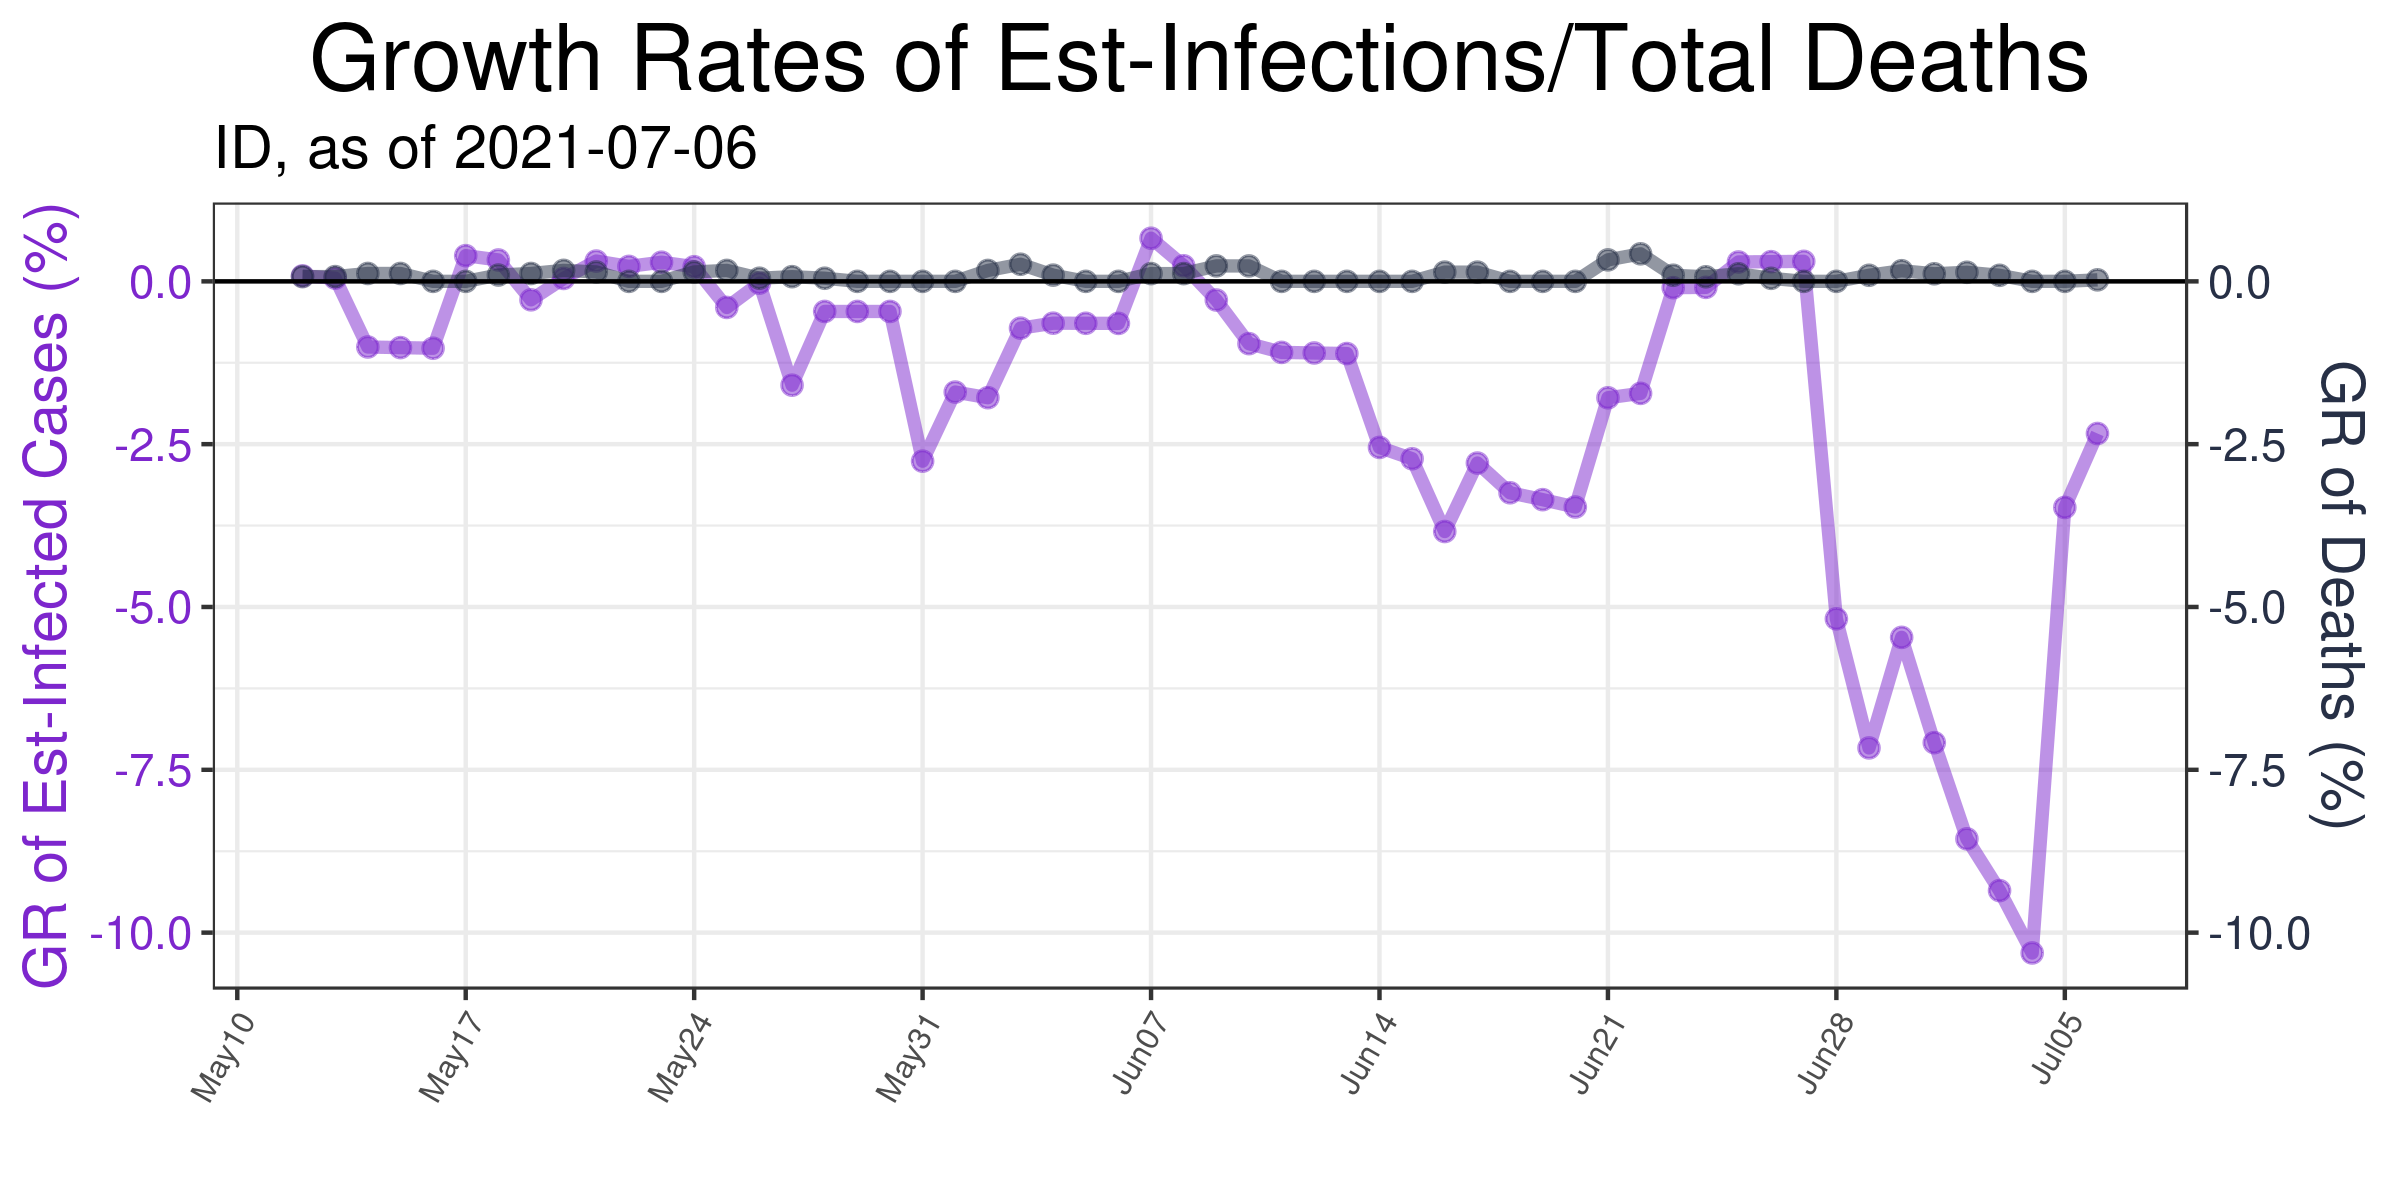 Growth Rates of Est-Infections/Total Deaths
ID, as of 2021-07-06
GR of Est-Infected Cases (%)
0.0
-2.5
-5.0
-7.5
-10.0
0.0
-2.5
-5.0
-7.5
-10.0
GR of Deaths (%)
May10
May17
May24
May31
Jun07
Jun14
Jun21
Jun28
Jul05